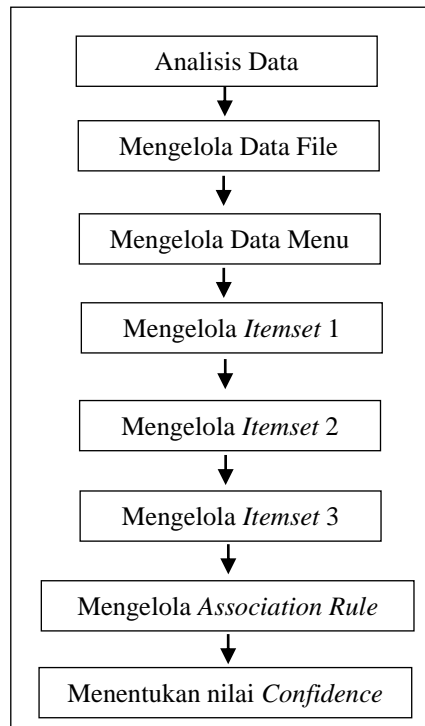 Analisis Data
Mengelola Data File
Mengelola Data Menu
Mengelola Itemset 1
Mengelola Itemset 2
Mengelola Itemset 3
Mengelola Association Rule
Menentukan nilai Confidence